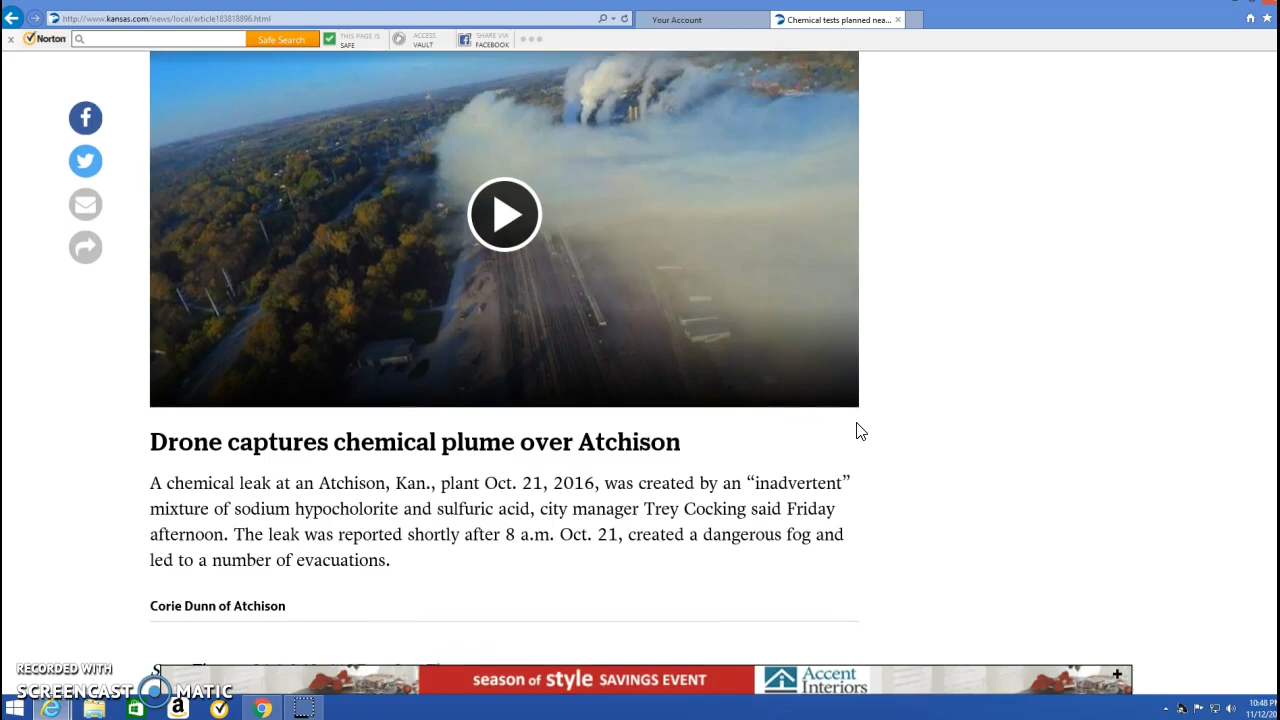 http://www.kansas.com/news/local/article183818896.html
Your Account
Chemical tests planned nea...
Norton
Safe Search
THIS PAGE IS
SAFE
ACCESS
VAULT
SHARE VIA
FACEBOOK
Drone captures chemical plume over Atchison
A chemical leak at an Atchison, Kan., plant Oct. 21, 2016, was created by an “inadvertent”
mixture of sodium hypocholorite and sulfuric acid, city manager Trey Cocking said Friday
afternoon. The leak was reported shortly after 8 a.m. Oct. 21, created a dangerous fog and
led to a number of evacuations.
Corie Dunn of Atchison
RECORDED WITH
SCREENCAST MATIC
season of style SAVINGS EVENT
Accent
Interiors
10:48
11/12/20